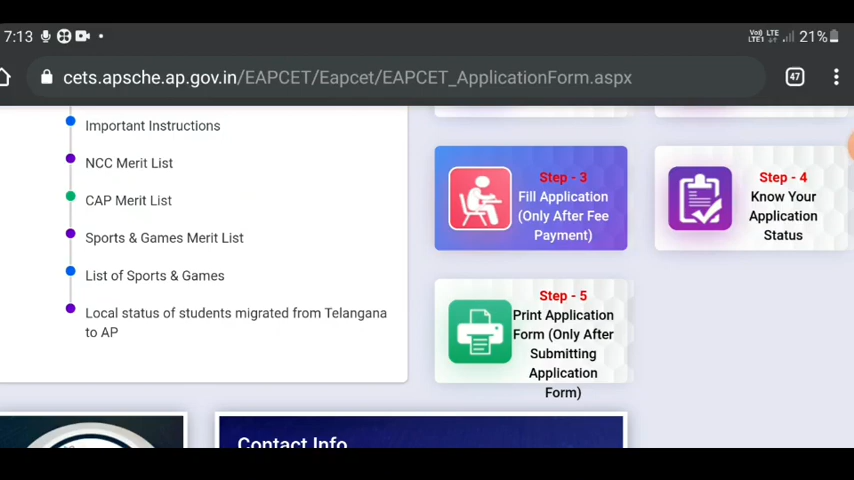 7:13
Vo)) LTE
LTE1
21%
cets.apsche.ap.gov.in/EAPCET/Eapcet/EAPCET_ApplicationForm.aspx
47
Important Instructions
NCC Merit List
CAP Merit List
Sports & Games Merit List
List of Sports & Games
Local status of students migrated from Telangana
to AP
Step - 3
Fill Application
(Only After Fee
Payment)
Step - 4
Know Your
Application
Status
Step - 5
Print Application
Form (Only After
Submitting
Application
Form)
Contact Info